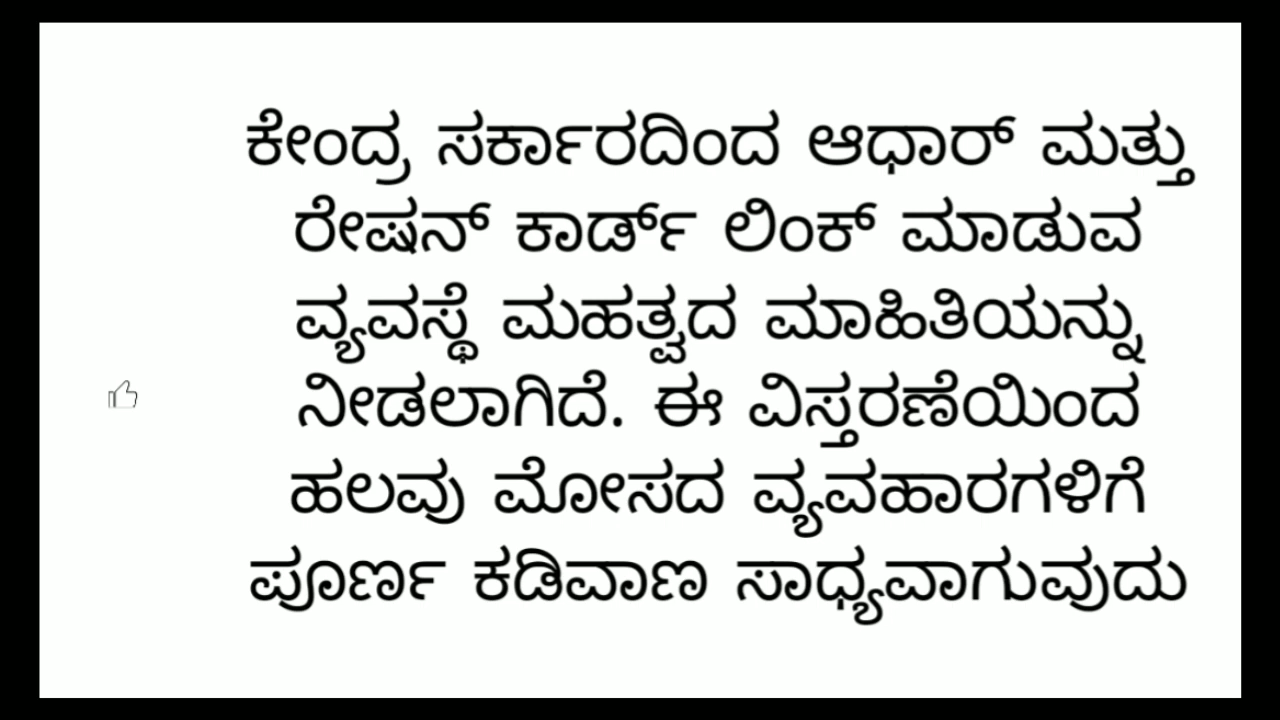 ಕೇಂದ್ರ ಸರ್ಕಾರದಿಂದ ಆಧಾರ್ ಮತ್ತು
ರೇಷನ್ ಕಾರ್ಡ್ ಲಿಂಕ್ ಮಾಡುವ
ವ್ಯವಸ್ಥೆ ಮಹತ್ವದ ಮಾಹಿತಿಯನ್ನು
ನೀಡಲಾಗಿದೆ. ಈ ವಿಸ್ತರಣೆಯಿಂದ
ಹಲವು ಮೋಸದ ವ್ಯವಹಾರಗಳಿಗೆ
ಪೂರ್ಣ ಕಡಿವಾಣ ಸಾಧ್ಯವಾಗುವುದು